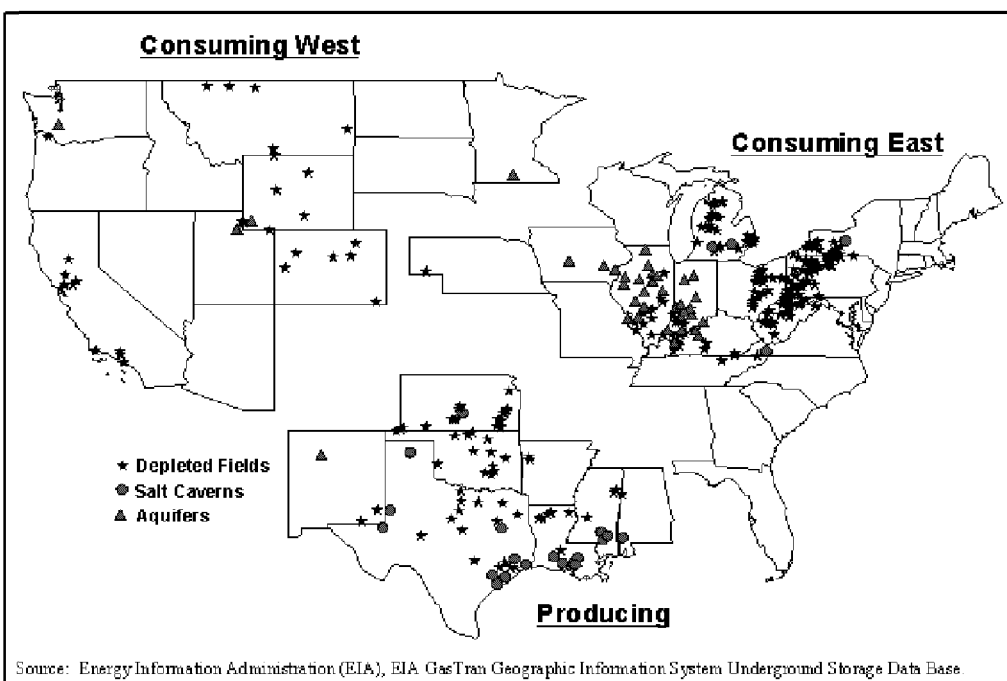 Consuming West
Consuming East
Depleted Fields
Salt Caverns
Aquifers
Producing
Source: Energy Information Administration (EIA), EIA GasTran Geographic Information System Underground Storage Data Base.